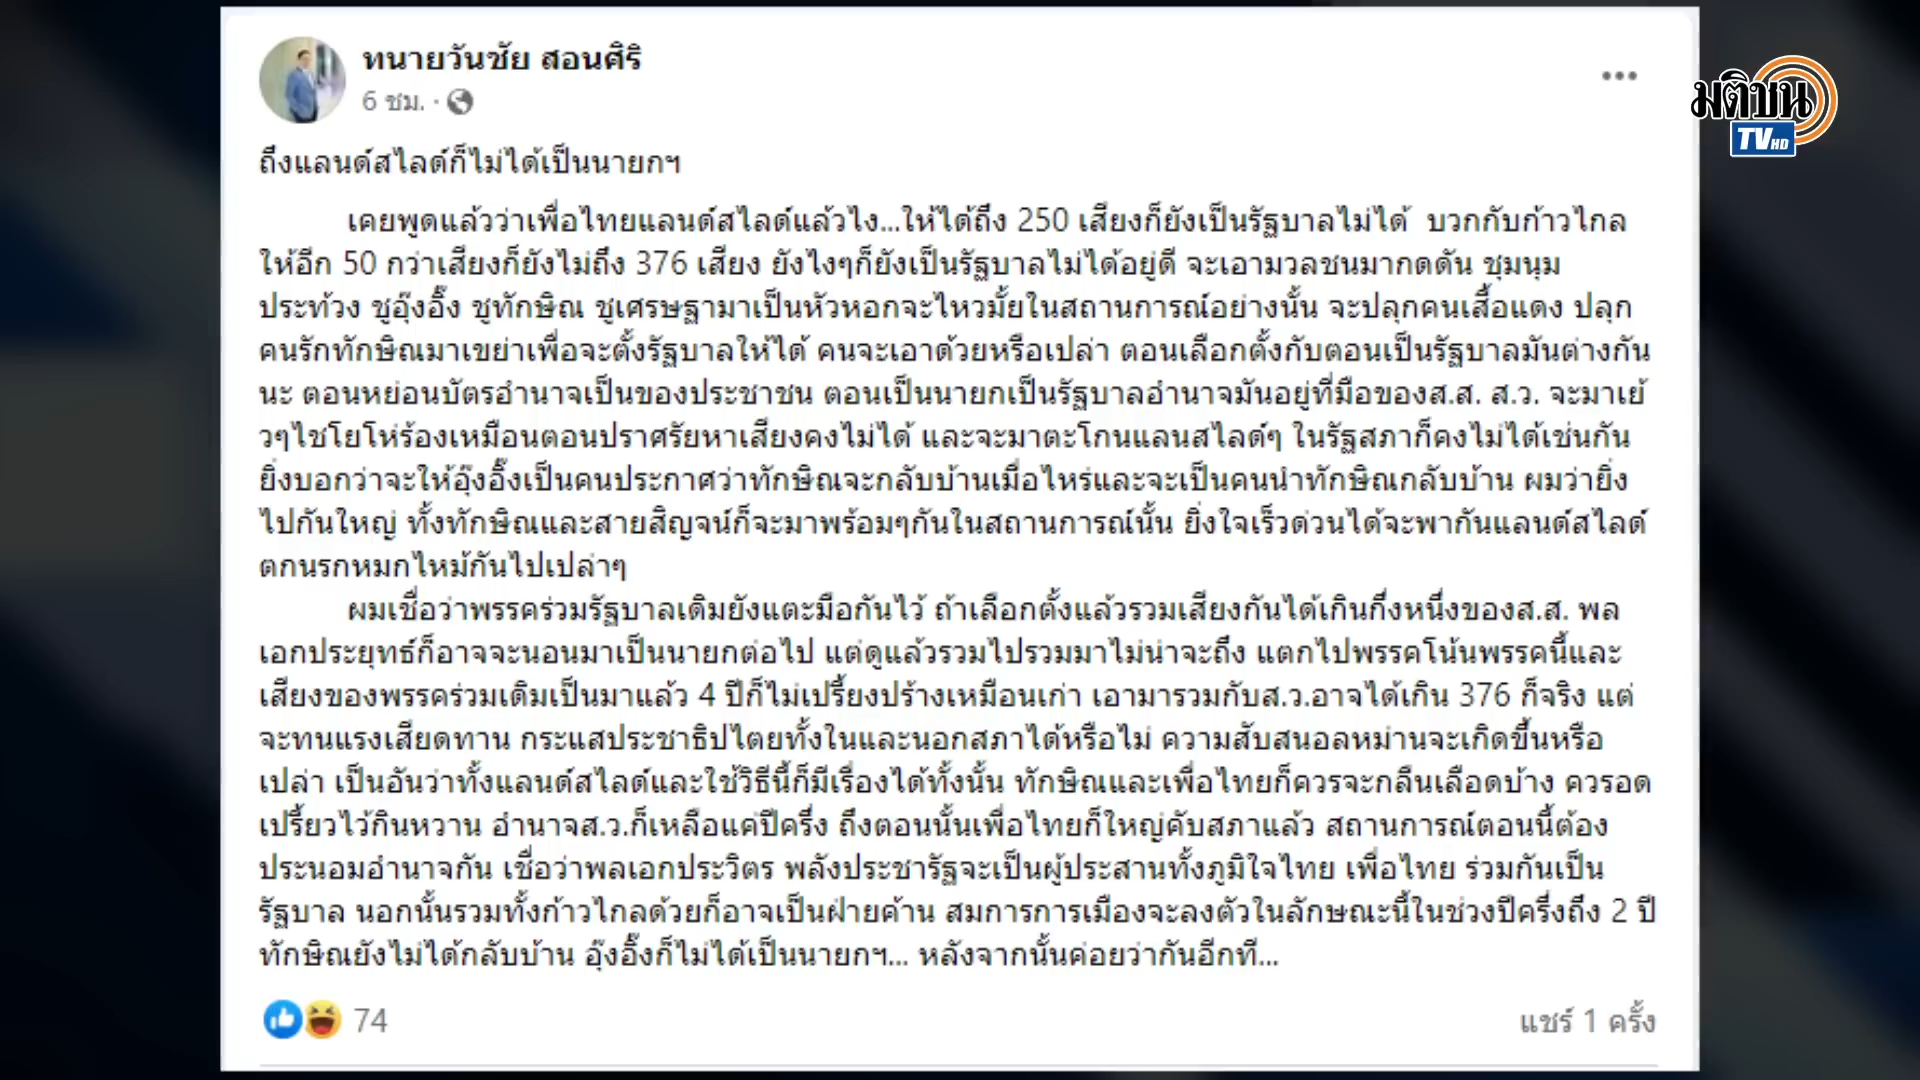 ทนายวันชัย สอนศิริ
6 ชม. ·
มติชน
TV HD
ถึงแลนด์สไลด์ก็ไม่ได้เป็นนายกฯ
เคยพูดแล้วว่าเพื่อไทยแลนด์สไลด์แล้วไง...ให้ได้ถึง 250 เสียงก็ยังเป็นรัฐบาลไม่ได้ บวกกับก้าวไกล
ให้อีก 50 กว่าเสียงก็ยังไม่ถึง 376 เสียง ยังไงๆก็ยังเป็นรัฐบาลไม่ได้อยู่ดี จะเอามวลชนมากดดัน ชุมนุม
ประท้วง ชูอุ๊งอิ๊ง ชูทักษิณ ชูเศรษฐามาเป็นหัวหอกจะไหวมั้ยในสถานการณ์อย่างนั้น จะปลุกคนเสื้อแดง ปลุก
คนรักทักษิณมาเขย่าเพื่อจะตั้งรัฐบาลให้ได้ คนจะเอาด้วยหรือเปล่า ตอนเลือกตั้งกับตอนเป็นรัฐบาลมันต่างกัน
นะ ตอนหย่อนบัตรอำนาจเป็นของประชาชน ตอนเป็นนายกเป็นรัฐบาลอำนาจมันอยู่ที่มือของส.ส. ส.ว. จะมาเย้
วๆไชโยโห่ร้องเหมือนตอนปราศรัยหาเสียงคงไม่ได้ และจะมาตะโกนแลนสไลด์ๆ ในรัฐสภาก็คงไม่ได้เช่นกัน
ยิ่งบอกว่าจะให้อุ๊งอิ๊งเป็นคนประกาศว่าทักษิณจะกลับบ้านเมื่อไหร่และจะเป็นคนนำทักษิณกลับบ้าน ผมว่ายิ่ง
ไปกันใหญ่ ทั้งทักษิณและสายสิญจน์ก็จะมาพร้อมๆกันในสถานการณ์นั้น ยิ่งใจเร็วด่วนได้จะพากันแลนด์สไลด์
ตกนรกหมกไหม้กันไปเปล่าๆ
ผมเชื่อว่าพรรคร่วมรัฐบาลเดิมยังแตะมือกันไว้ ถ้าเลือกตั้งแล้วรวมเสียงกันได้เกินกึ่งหนึ่งของส.ส. พล
เอกประยุทธ์ก็อาจจะนอนมาเป็นนายกต่อไป แต่ดูแล้วรวมไปรวมมาไม่น่าจะถึง แตกไปพรรคโน้นพรรคนี้และ
เสียงของพรรคร่วมเดิมเป็นมาแล้ว 4 ปีก็ไม่เปรี้ยงปร้างเหมือนเก่า เอามารวมกับส.ว.อาจได้เกิน 376 ก็จริง แต่
จะทนแรงเสียดทาน กระแสประชาธิปไตยทั้งในและนอกสภาได้หรือไม่ ความสับสนอลหม่านจะเกิดขึ้นหรือ
เปล่า เป็นอันว่าทั้งแลนด์สไลด์และใช้วิธีนี้ก็มีเรื่องได้ทั้งนั้น ทักษิณและเพื่อไทยก็ควรจะกลืนเลือดบ้าง ควรอด
เปรี้ยวไว้กินหวาน อำนาจส.ว.ก็เหลือแค่ปีครึ่ง ถึงตอนนั้นเพื่อไทยก็ใหญ่คับสภาแล้ว สถานการณ์ตอนนี้ต้อง
ประนอมอำนาจกัน เชื่อว่าพลเอกประวิตร พลังประชารัฐจะเป็นผู้ประสานทั้งภูมิใจไทย เพื่อไทย ร่วมกันเป็น
รัฐบาล นอกนั้นรวมทั้งก้าวไกลด้วยก็อาจเป็นฝ่ายค้าน สมการการเมืองจะลงตัวในลักษณะนี้ในช่วงปีครึ่งถึง 2 ปี
ทักษิณยังไม่ได้กลับบ้าน อุ๊งอิ๊งก็ไม่ได้เป็นนายกฯ... หลังจากนั้นค่อยว่ากันอีกที...
74
แชร์ 1 ครั้ง